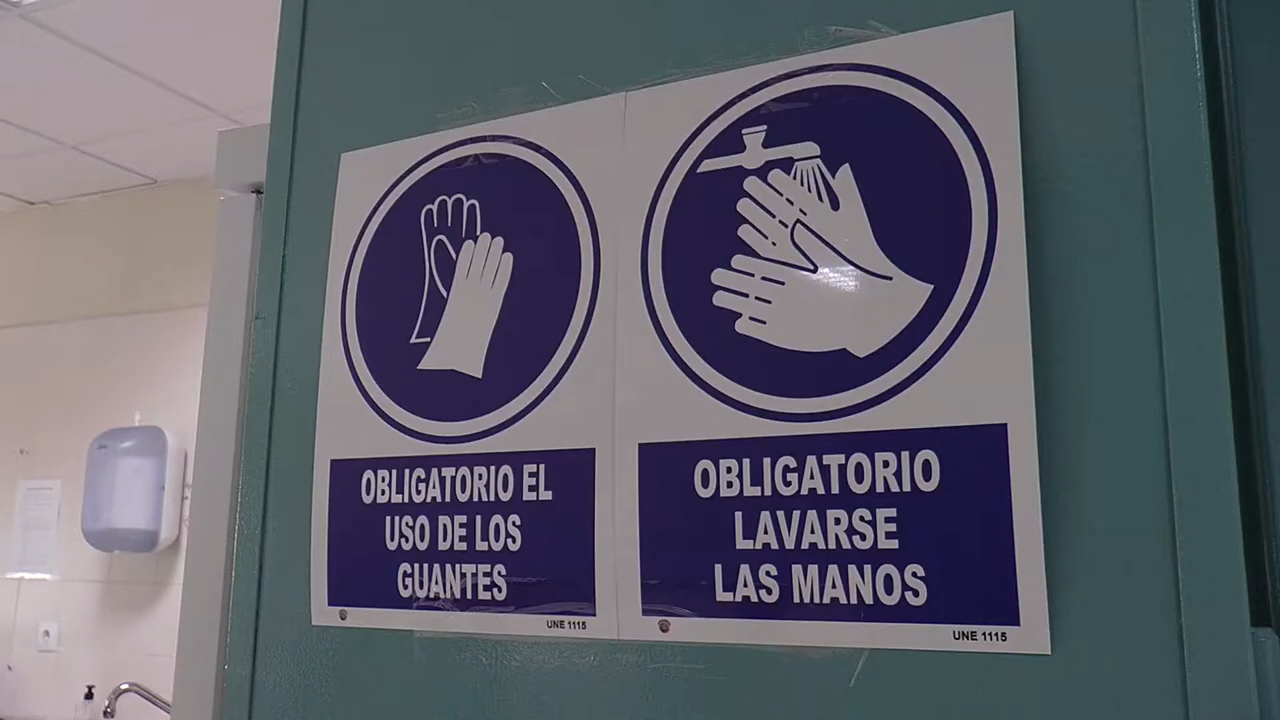 OBLIGATORIO EL
USO DE LOS
GUANTES
UNE 1115
OBLIGATORIO
LAVARSE
LAS MANOS
UNE 1115